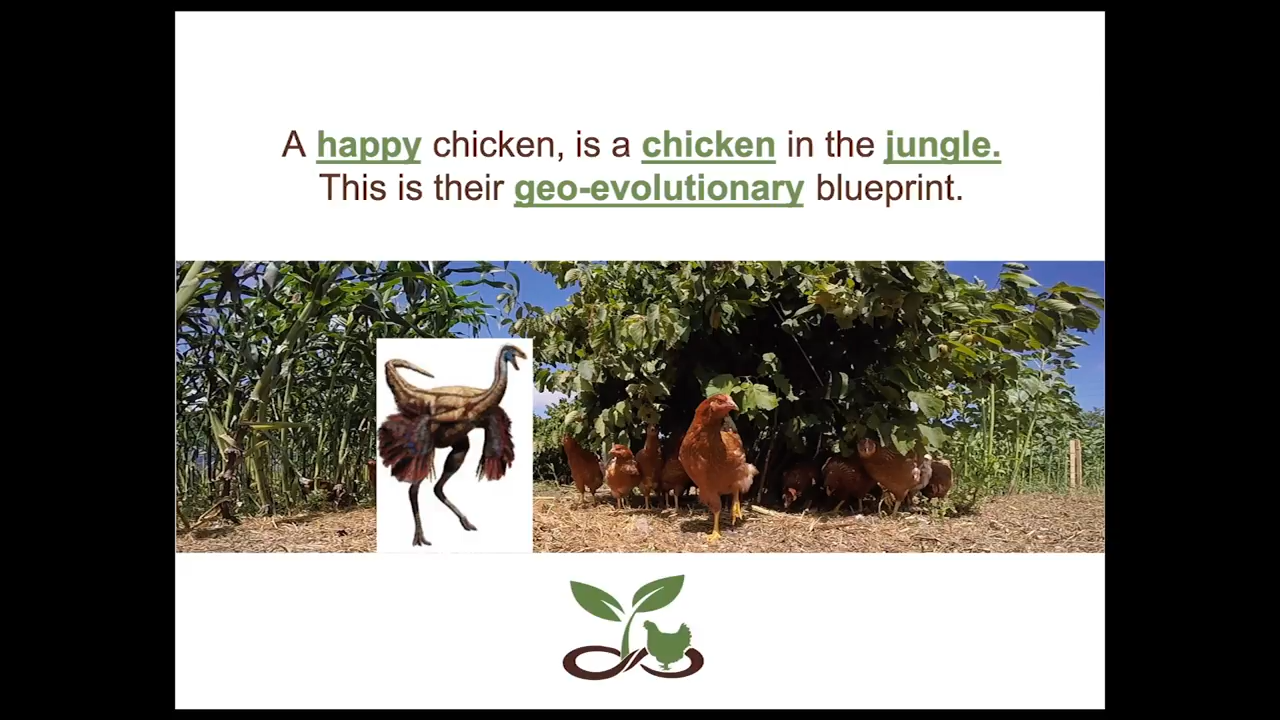 A happy chicken, is a chicken in the jungle.
This is their geo-evolutionary blueprint.